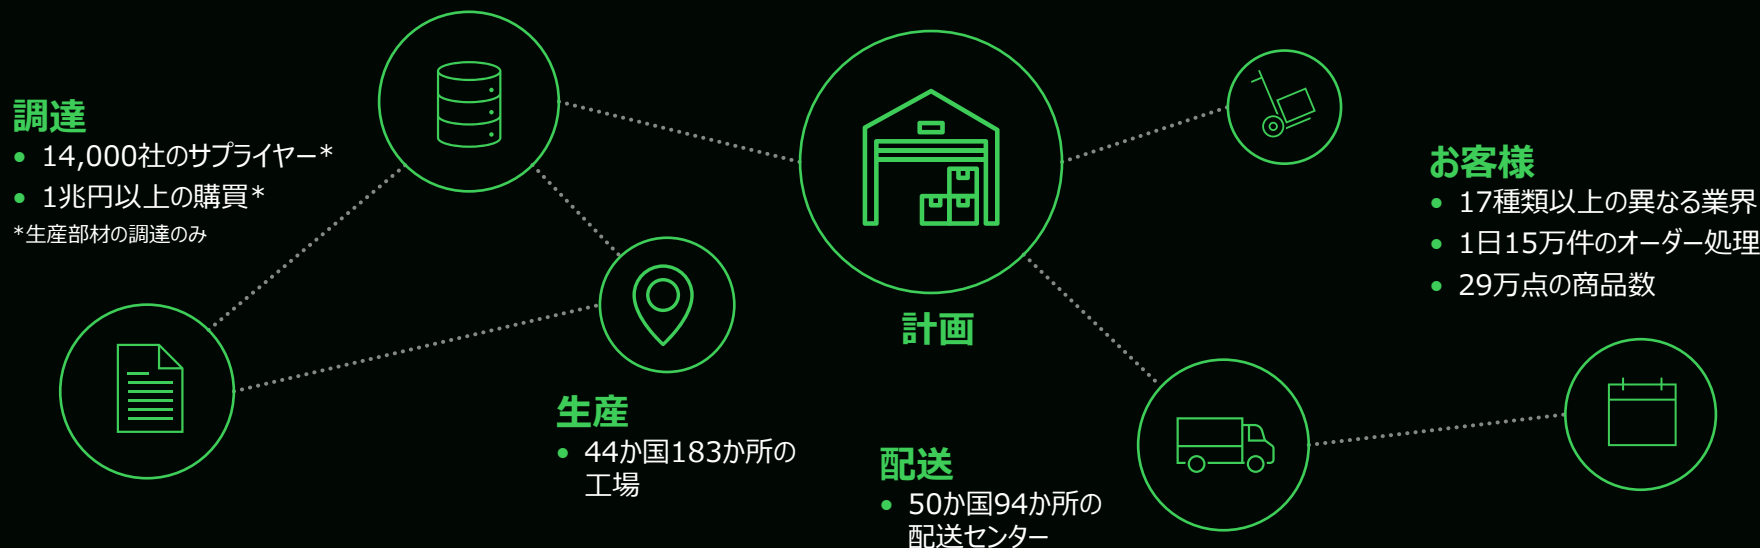 調達
• 14,000社のサプライヤー*
• 1兆円以上の購買*
*生産部材の調達のみ
生産
• 44か国183か所の
工場
計画
配送
• 50か国94か所の
配送センター
お客様
• 17種類以上の異なる業界
• 1日15万件のオーダー処理
• 29万点の商品数